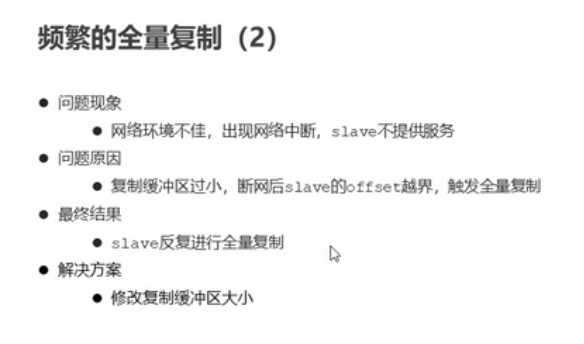 频繁的全量复制（2）
● 问题现象
● 网络环境不佳，出现网络中断，slave不提供服务
● 问题原因
● 复制缓冲区过小，断网后slave的offset越界，触发全量复制
● 最终结果
● slave反复进行全量复制
● 解决方案
● 修改复制缓冲区大小